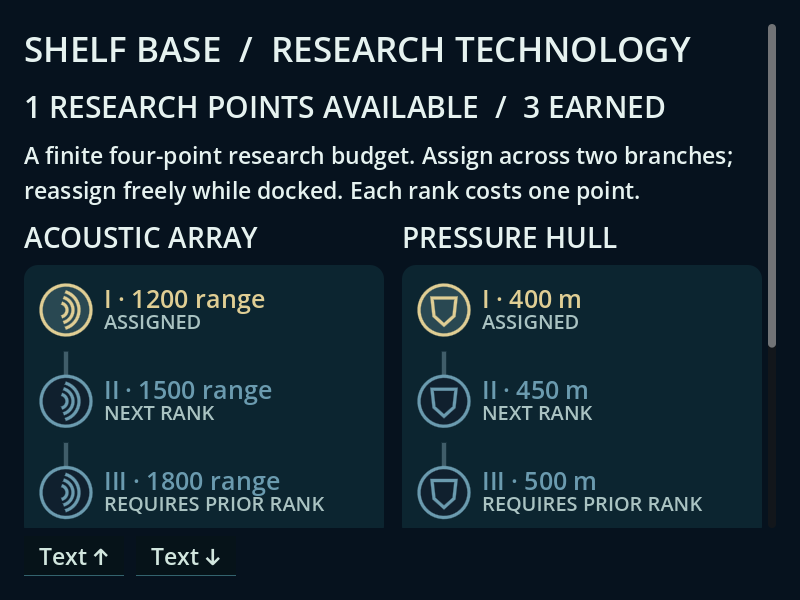 SHELF BASE / RESEARCH TECHNOLOGY
1 RESEARCH POINTS AVAILABLE / 3 EARNED
A finite four-point research budget. Assign across two branches;
reassign freely while docked. Each rank costs one point.
ACOUSTIC ARRAY
I · 1200 range
ASSIGNED
II · 1500 range
NEXT RANK
III · 1800 range
REQUIRES PRIOR RANK
PRESSURE HULL
I · 400 m
ASSIGNED
II · 450 m
NEXT RANK
III · 500 m
REQUIRES PRIOR RANK
Text ↑
Text ↓